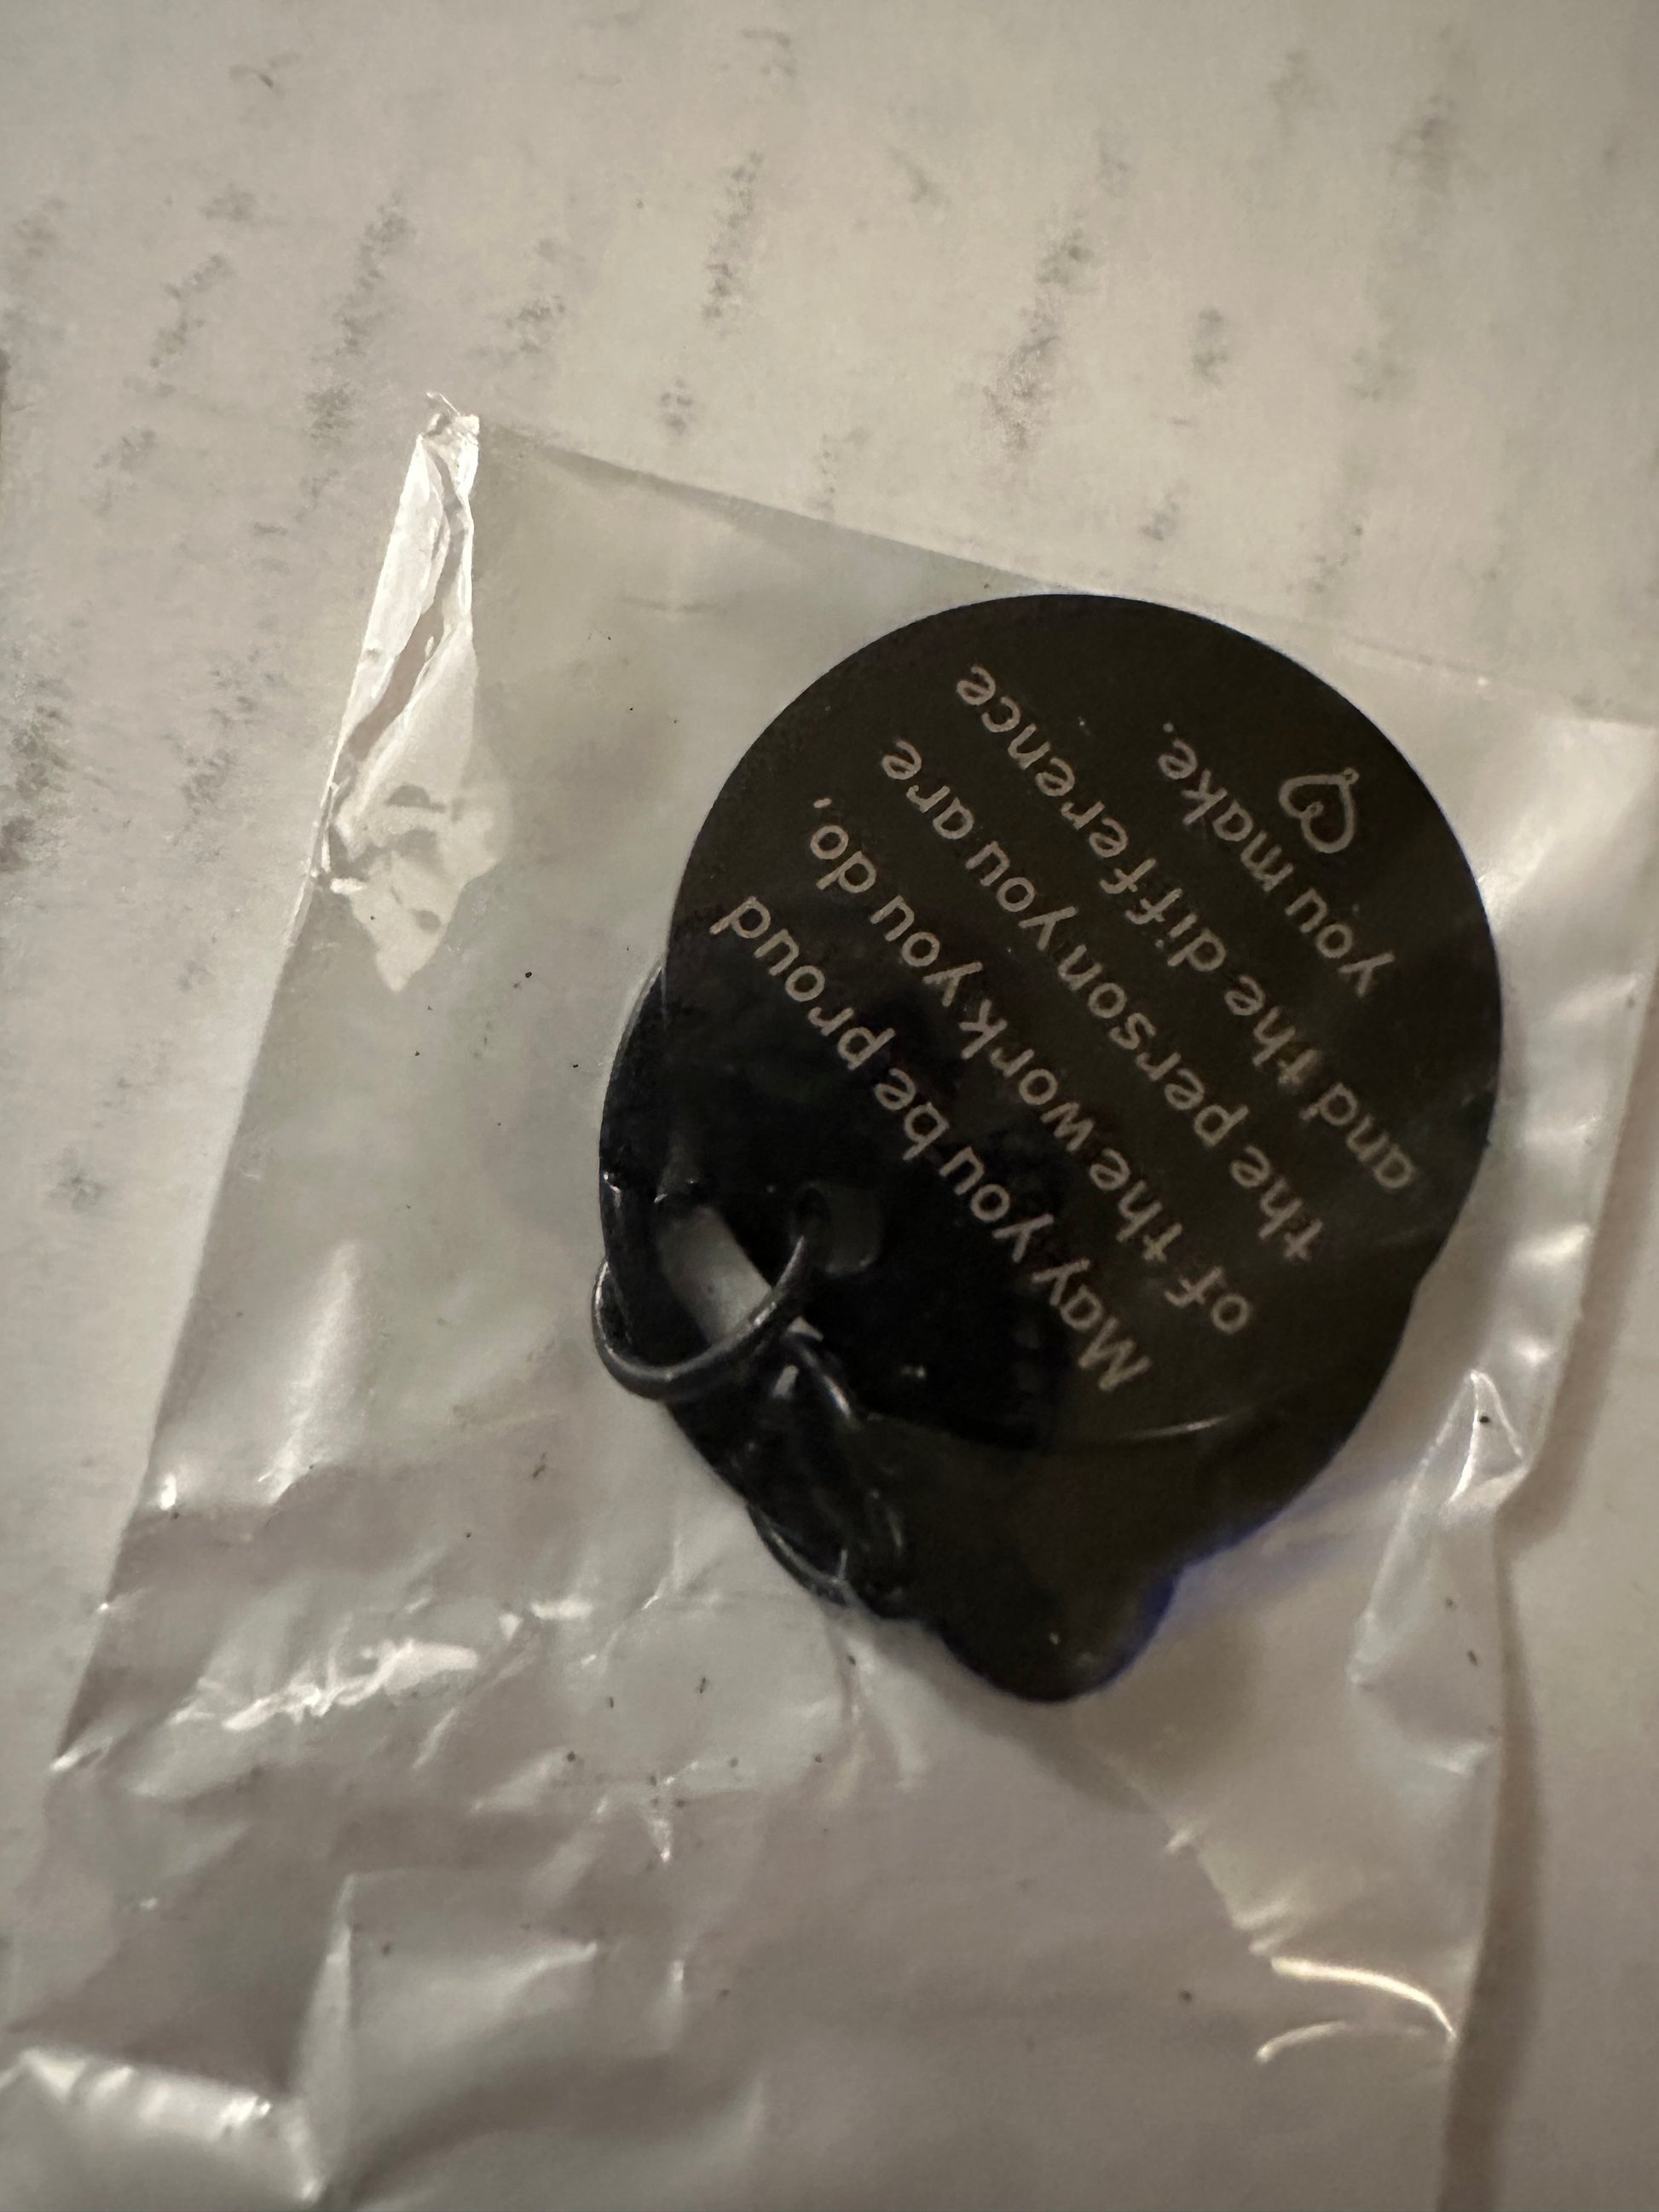 May you be proud
of the work you do,
the person you are
and the difference
you make.